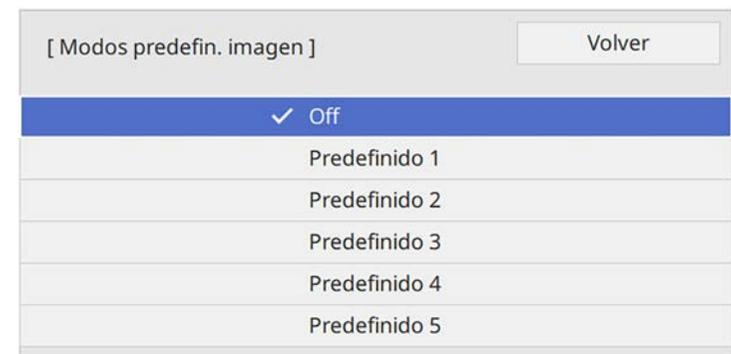 [ Modos predefin. imagen ]
Volver
Off
Predefinido 1
Predefinido 2
Predefinido 3
Predefinido 4
Predefinido 5